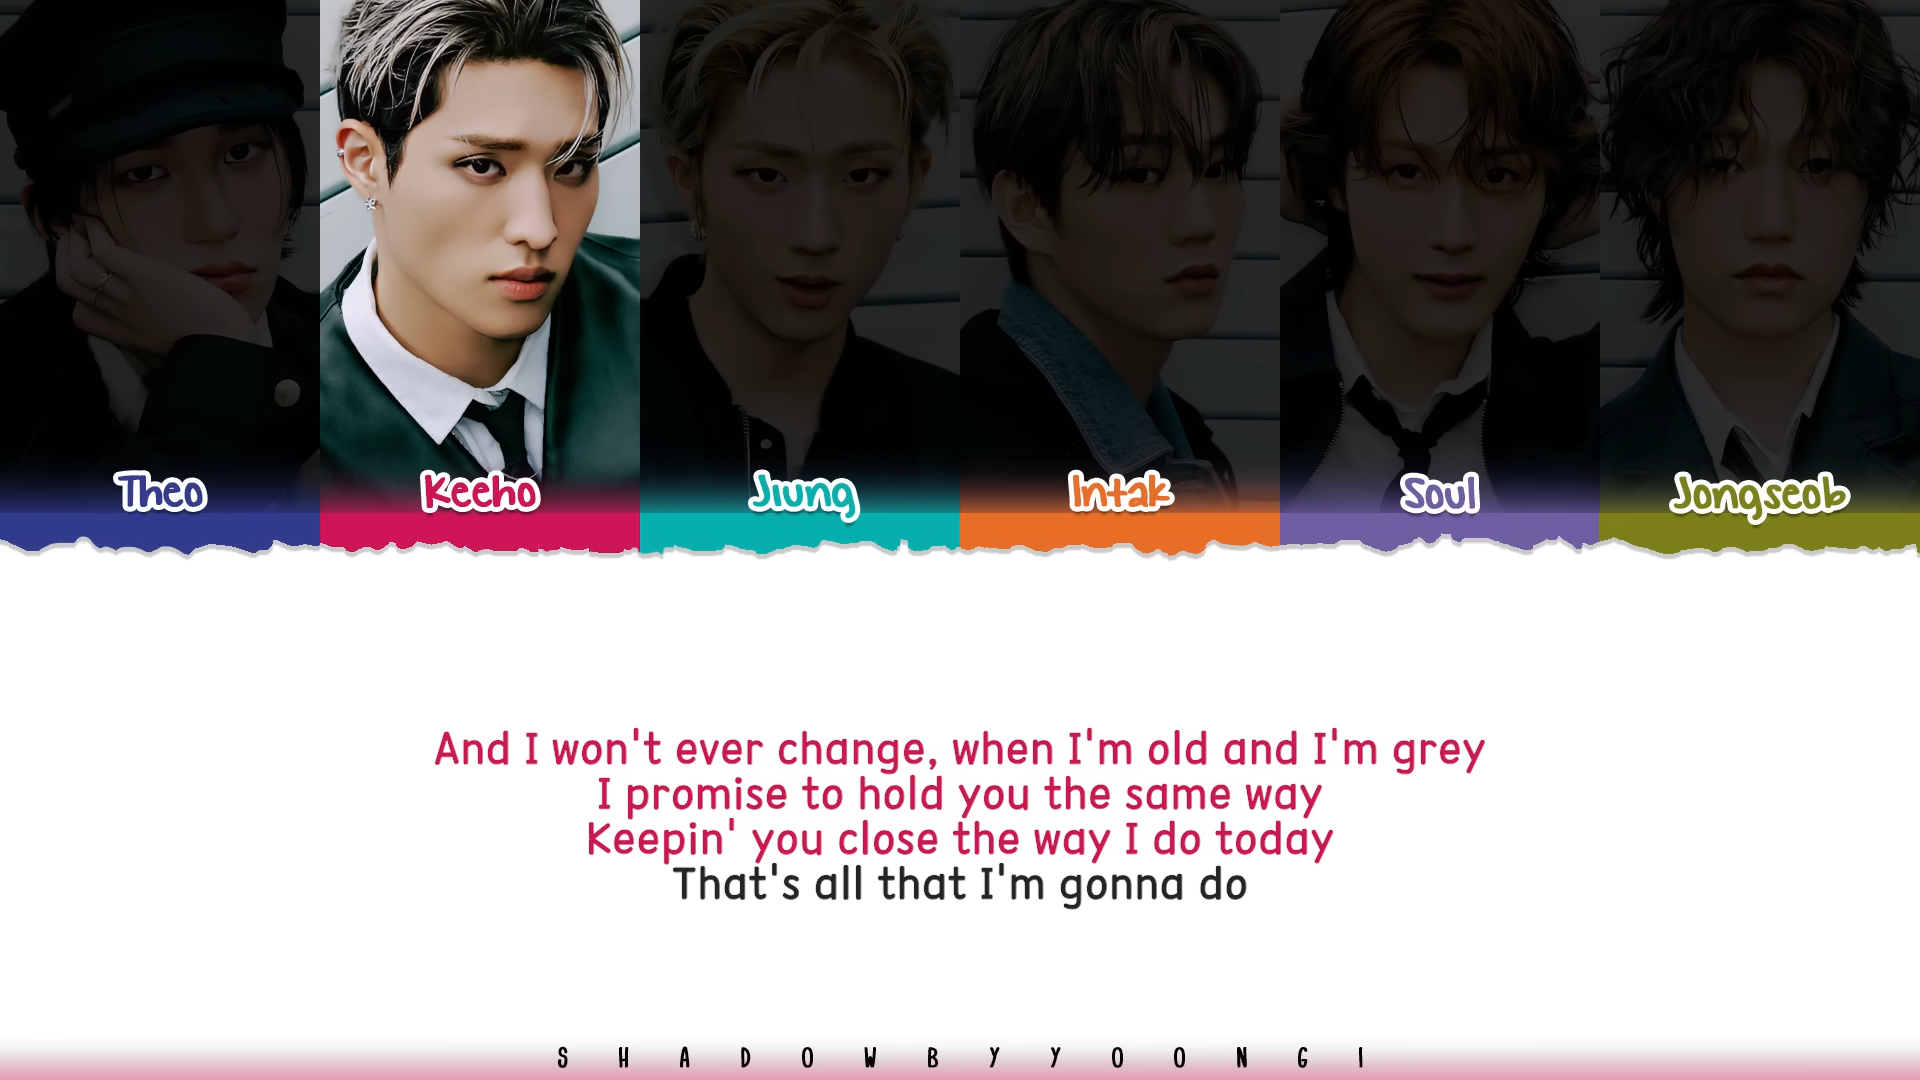 Theo Keeho Jiung Intak Soul Jongseob
And I won't ever change, when I'm old and I'm grey
I promise to hold you the same way
Keepin' you close the way I do today
That's all that I'm gonna do
SHADOWBYYOONGI